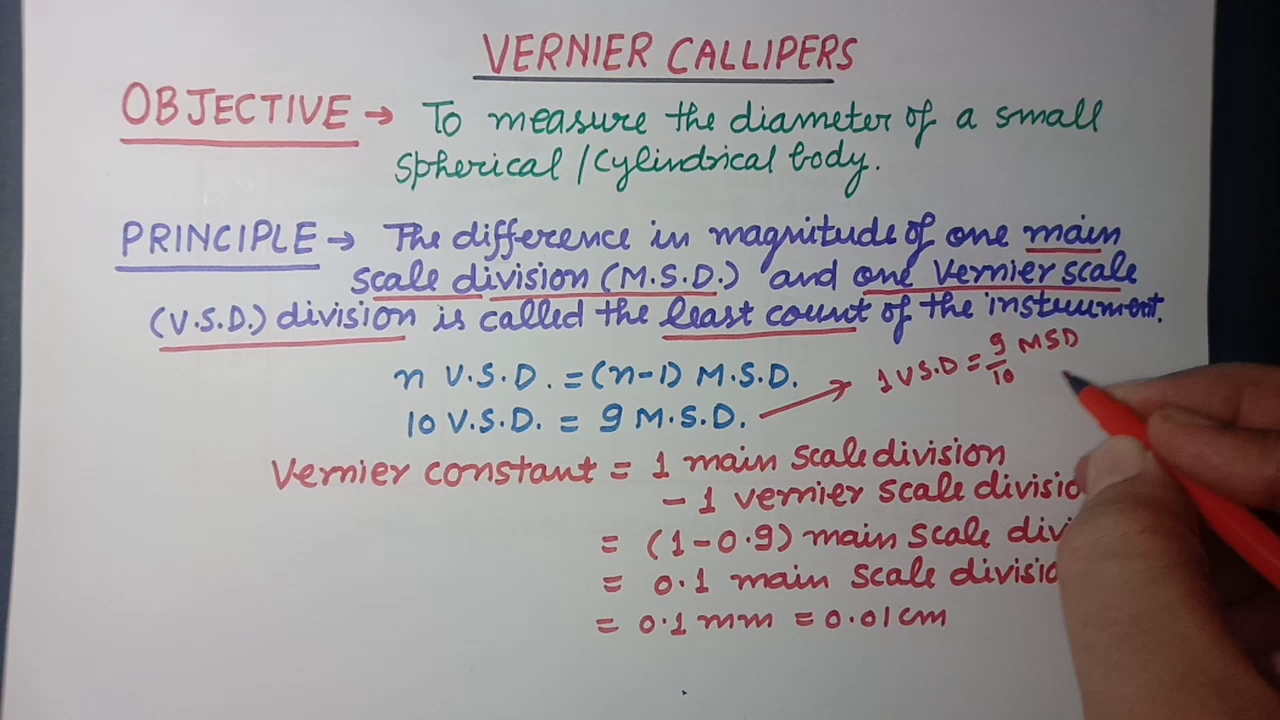 VERNIER CALLIPERS
OBJECTIVE → To measure the diameter of a small
spherical /Cylindrical body.
PRINCIPLE → The difference in magnitude of one main
scale division (M.S.D.) and one vernier scale
(V.S.D.) division is called the least count of the instrument.
n V.S.D. = (n-1) M.S.D.
10 V.S.D. = 9 M.S.D. → 1 V.S.D = 9/10 MSD
Vernier constant = 1 main scale division
- 1 vernier scale divisio
= (1-0.9) main scale div
= 0.1 main scale divisio
= 0.1 mm = 0.01 cm